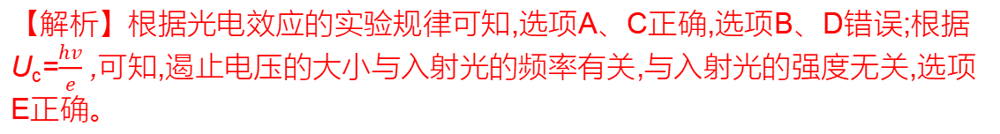 【解析】根据光电效应的实验规律可知,选项A、C正确,选项B、D错误;根据
U_c=\frac{hν}{e},可知,遏止电压的大小与入射光的频率有关,与入射光的强度无关,选项
E正确。